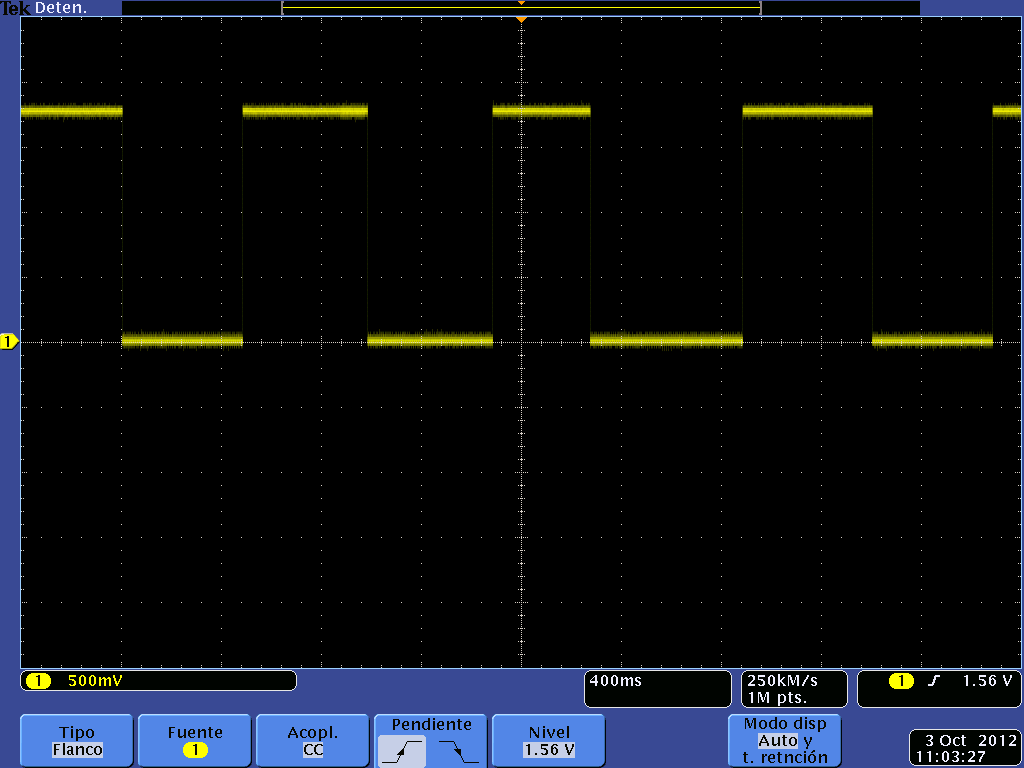 Tek Deten.
1
1 500mV
400ms
250kM/s
1M pts.
1 1.56 V
Tipo
Flanco
Fuente
1
Acopl.
CC
Pendiente
Nivel
1.56 V
Modo disp
Auto y
t. retnción
3 Oct 2012
11:03:27